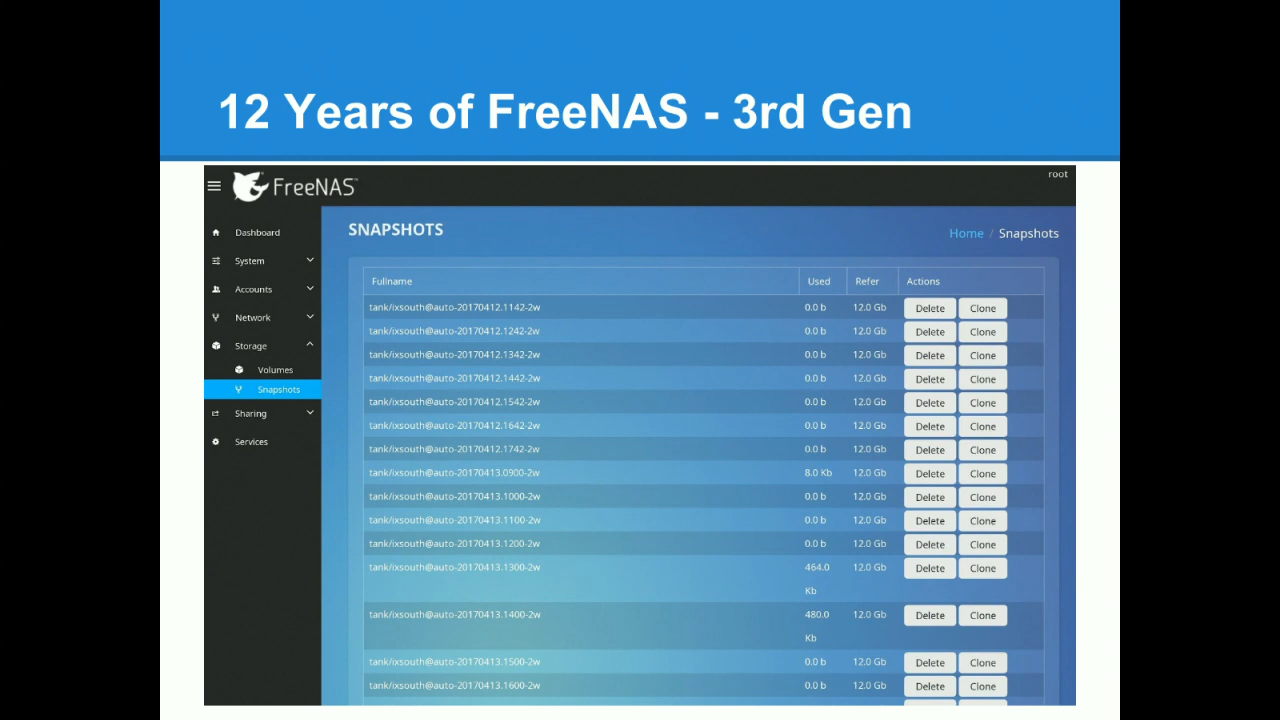 12 Years of FreeNAS - 3rd Gen
FreeNAS™
root
Dashboard
System
Accounts
Network
Storage
Volumes
Snapshots
Sharing
Services
SNAPSHOTS
Home / Snapshots
Fullname Used Refer Actions
tank/ixsouth@auto-20170412.1142-2w 0.0 b 12.0 Gb Delete Clone
tank/ixsouth@auto-20170412.1242-2w 0.0 b 12.0 Gb Delete Clone
tank/ixsouth@auto-20170412.1342-2w 0.0 b 12.0 Gb Delete Clone
tank/ixsouth@auto-20170412.1442-2w 0.0 b 12.0 Gb Delete Clone
tank/ixsouth@auto-20170412.1542-2w 0.0 b 12.0 Gb Delete Clone
tank/ixsouth@auto-20170412.1642-2w 0.0 b 12.0 Gb Delete Clone
tank/ixsouth@auto-20170412.1742-2w 0.0 b 12.0 Gb Delete Clone
tank/ixsouth@auto-20170413.0900-2w 8.0 Kb 12.0 Gb Delete Clone
tank/ixsouth@auto-20170413.1000-2w 0.0 b 12.0 Gb Delete Clone
tank/ixsouth@auto-20170413.1100-2w 0.0 b 12.0 Gb Delete Clone
tank/ixsouth@auto-20170413.1200-2w 0.0 b 12.0 Gb Delete Clone
tank/ixsouth@auto-20170413.1300-2w 464.0 12.0 Gb Delete Clone
Kb
tank/ixsouth@auto-20170413.1400-2w 480.0 12.0 Gb Delete Clone
Kb
tank/ixsouth@auto-20170413.1500-2w 0.0 b 12.0 Gb Delete Clone
tank/ixsouth@auto-20170413.1600-2w 0.0 b 12.0 Gb Delete Clone